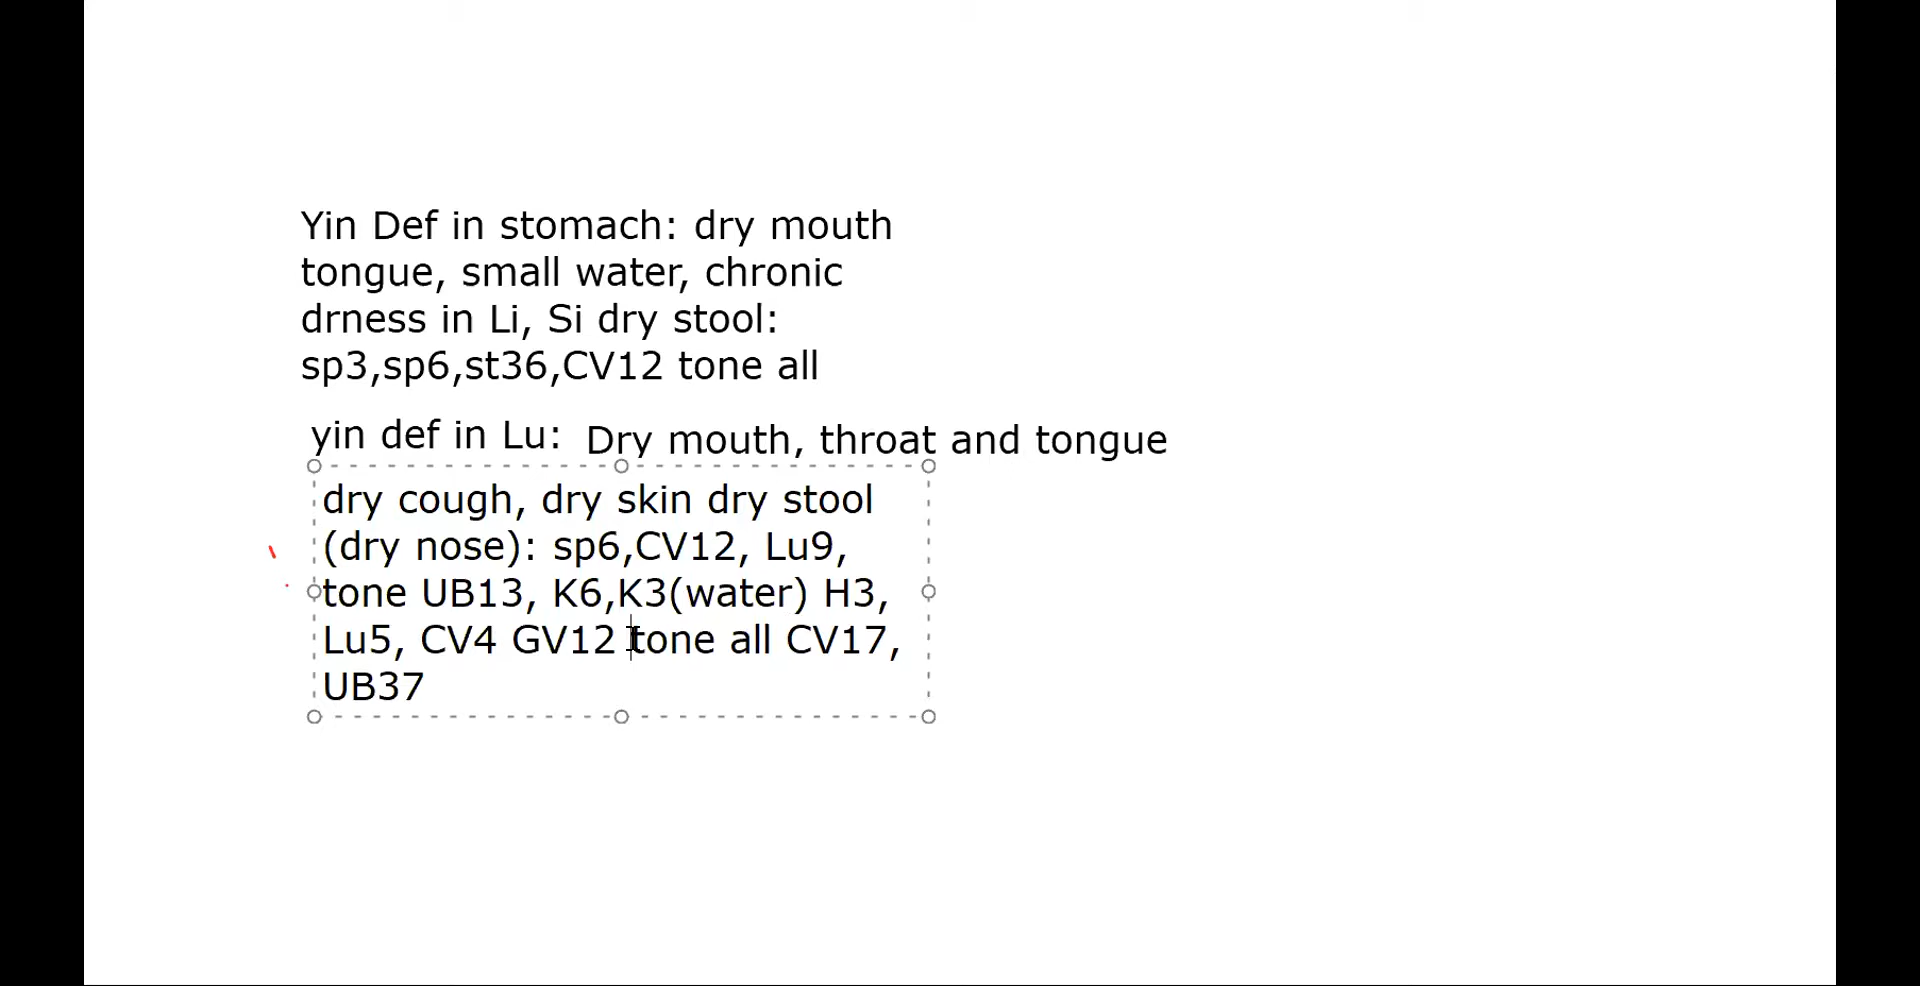 Yin Def in stomach: dry mouth
tongue, small water, chronic
drness in Li, Si dry stool:
sp3,sp6,st36,CV12 tone all
yin def in Lu: Dry mouth, throat and tongue
dry cough, dry skin dry stool
(dry nose): sp6,CV12, Lu9,
tone UB13, K6,K3(water) H3,
Lu5, CV4 GV12 tone all CV17,
UB37